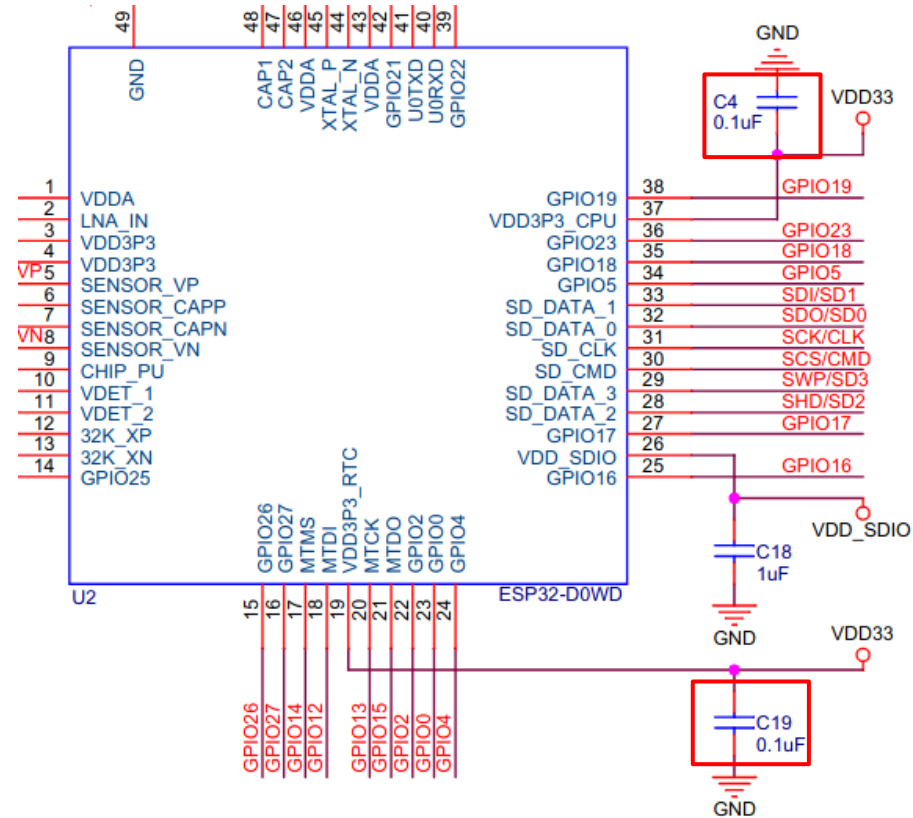 49
48
47
46
45
44
43
42
41
40
39
GND
CAP1
CAP2
VDDA
XTAL_P
XTAL_N
VDDA
GPIO21
U0TXD
U0RXD
GPIO22
GND
C4
0.1uF
VDD33
1
VDDA
2
LNA_IN
3
VDD3P3
4
VDD3P3
VP
5
SENSOR_VP
6
SENSOR_CAPP
7
SENSOR_CAPN
VN
8
SENSOR_VN
9
CHIP_PU
10
VDET_1
11
VDET_2
12
32K_XP
13
32K_XN
14
GPIO25
GPIO19
38
GPIO19
VDD3P3_CPU
37
GPIO23
36
GPIO23
GPIO18
35
GPIO18
GPIO5
34
GPIO5
SD_DATA_1
33
SDI/SD1
SD_DATA_0
32
SDO/SD0
SD_CLK
31
SCK/CLK
SD_CMD
30
SCS/CMD
SD_DATA_3
29
SWP/SD3
SD_DATA_2
28
SHD/SD2
GPIO17
27
GPIO17
VDD_SDIO
26
GPIO16
25
GPIO16
VDD_SDIO
C18
1uF
GND
GPIO26
GPIO27
MTMS
MTDI
VDD3P3_RTC
MTCK
MTDO
GPIO2
GPIO0
GPIO4
U2
ESP32-D0WD
15
16
17
18
19
20
21
22
23
24
GPIO26
GPIO27
GPIO14
GPIO12
GPIO13
GPIO15
GPIO2
GPIO0
GPIO4
VDD33
C19
0.1uF
GND